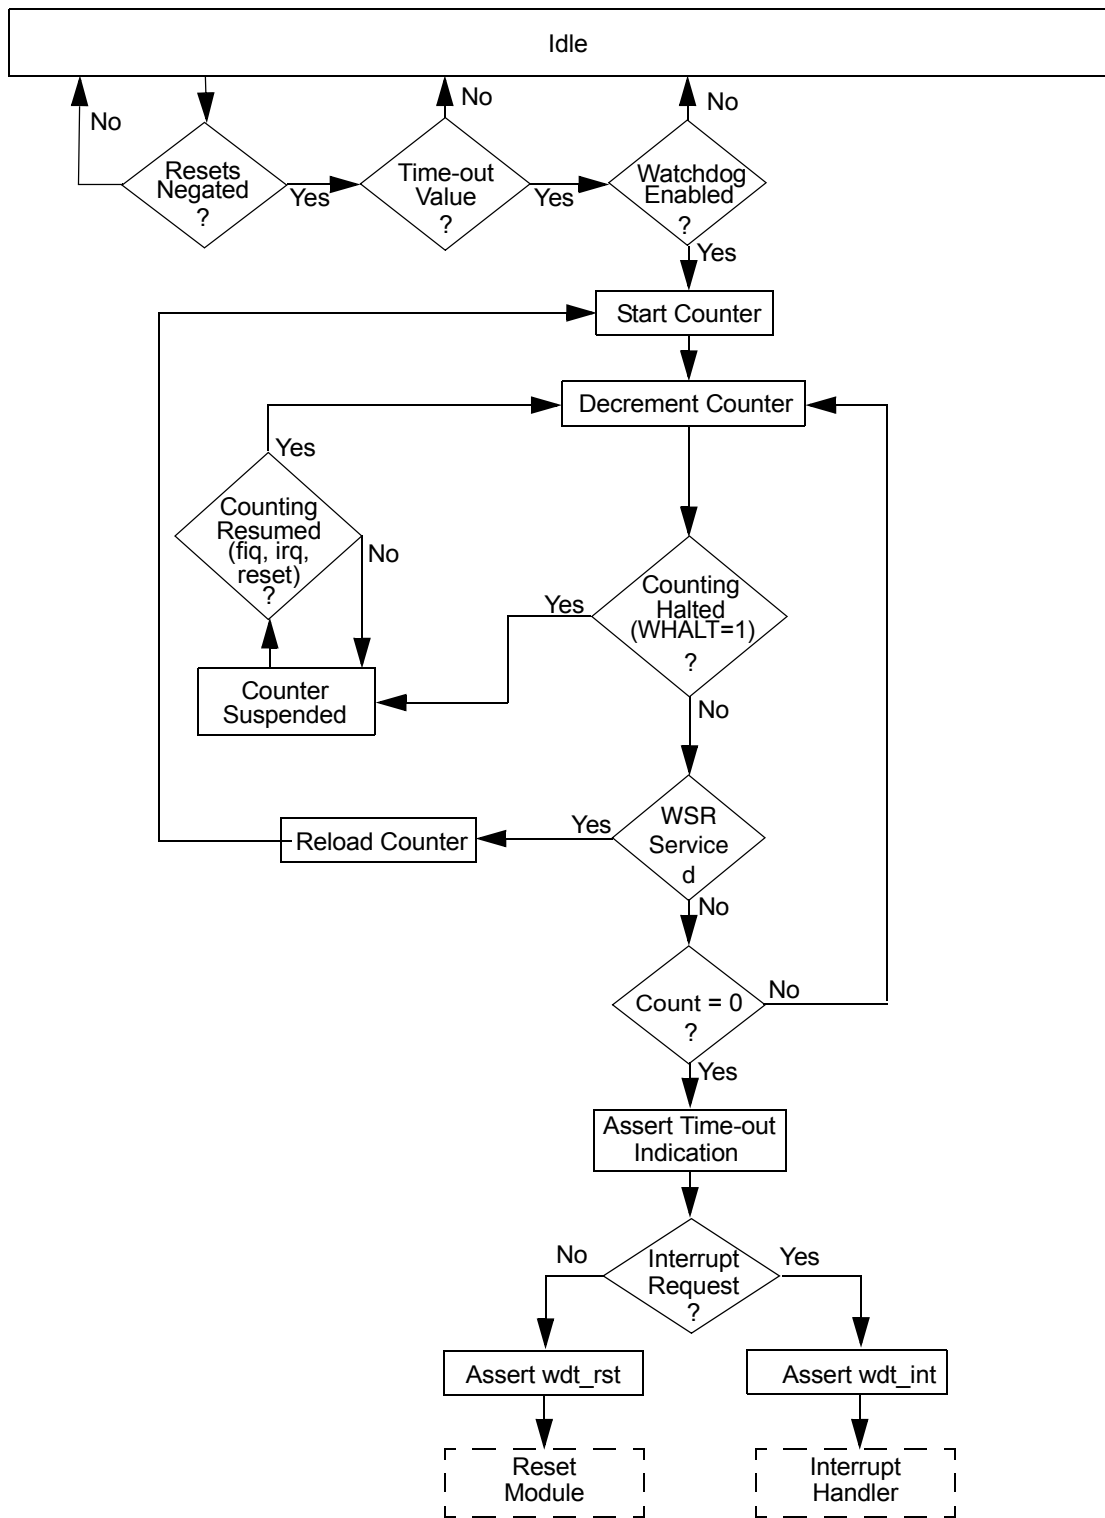 Idle
No
No
No
Resets
Negated
?
Yes
Time-out
Value
?
Yes
Watchdog
Enabled
?
Yes
Start Counter
Decrement Counter
Yes
Counting
Resumed
(fiq, irq,
reset)
?
No
Counting
Halted
(WHALT=1)
?
Yes
No
Counter
Suspended
WSR
Service
d
Yes
Reload Counter
No
Count = 0
?
No
Yes
Assert Time-out
Indication
Interrupt
Request
?
No
Yes
Assert wdt_rst
Assert wdt_int
Reset
Module
Interrupt
Handler